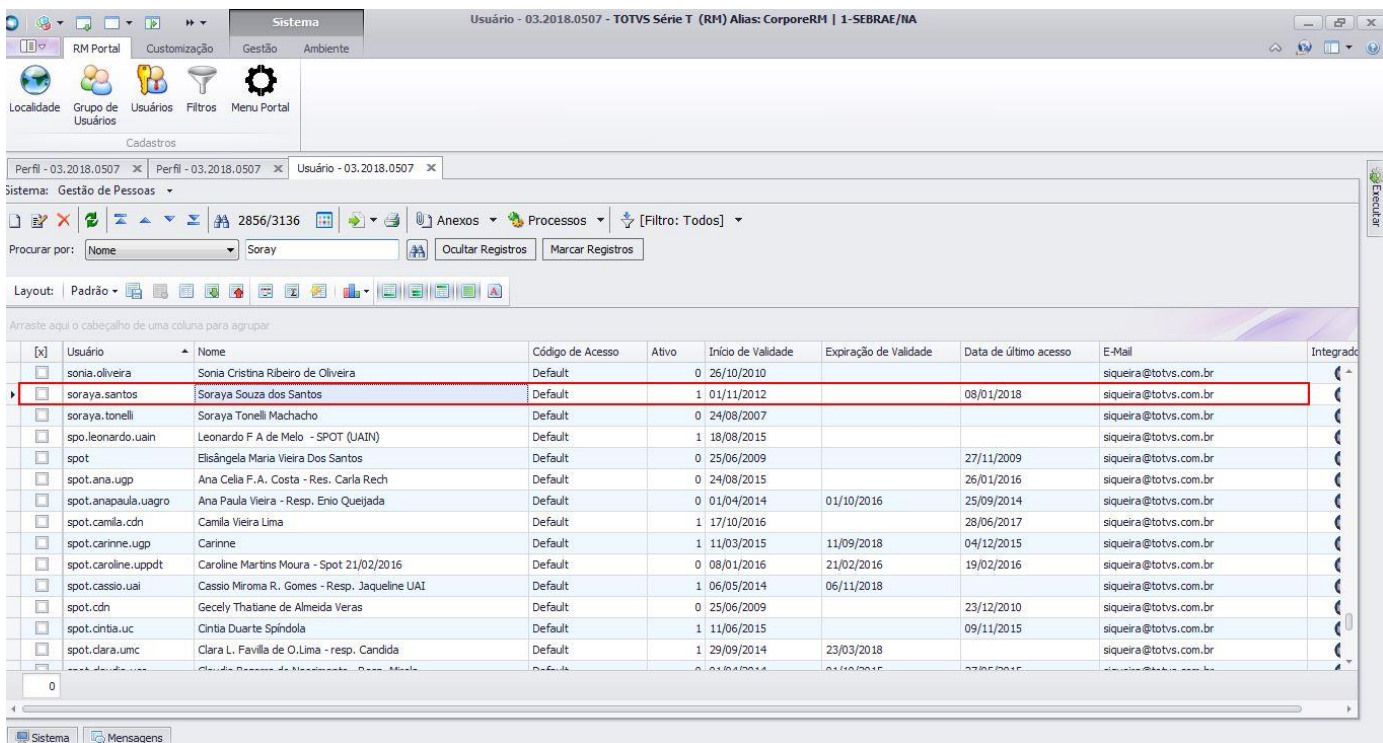 Sistema
Usuário - 03.2018.0507 - TOTVS Série T (RM) Alias: CorporeRM | 1-SEBRAE/NA
RM Portal Customização Gestão Ambiente
Localidade Grupo de Usuários Usuários Filtros Menu Portal
Cadastros
Perfil - 03.2018.0507 Perfil - 03.2018.0507 Usuário - 03.2018.0507
Executar
Sistema: Gestão de Pessoas
2856/3136 Anexos Processos [Filtro: Todos]
Procurar por: Nome Soray Ocultar Registros Marcar Registros
Layout: Padrão
Arraste aqui o cabeçalho de uma coluna para agrupar
[x] Usuário Nome Código de Acesso Ativo Início de Validade Expiração de Validade Data de último acesso E-Mail Integrado
sonia.oliveira Sonia Cristina Ribeiro de Oliveira Default 0 26/10/2010 siqueira@totvs.com.br
soraya.santos Soraya Souza dos Santos Default 1 01/11/2012 08/01/2018 siqueira@totvs.com.br
soraya.tonelli Soraya Tonelli Machacho Default 0 24/08/2007 siqueira@totvs.com.br
spo.leonardo.uain Leonardo F A de Melo - SPOT (UAIN) Default 1 18/08/2015 siqueira@totvs.com.br
spot Elisângela Maria Vieira Dos Santos Default 0 25/06/2009 27/11/2009 siqueira@totvs.com.br
spot.ana.ugp Ana Celia F.A. Costa - Res. Carla Rech Default 0 24/08/2015 26/01/2016 siqueira@totvs.com.br
spot.anapaula.uagro Ana Paula Vieira - Resp. Enio Queijada Default 0 01/04/2014 01/10/2016 25/09/2014 siqueira@totvs.com.br
spot.camila.cdn Camila Vieira Lima Default 1 17/10/2016 28/06/2017 siqueira@totvs.com.br
spot.carinne.ugp Carinne Default 1 11/03/2015 11/09/2018 04/12/2015 siqueira@totvs.com.br
spot.caroline.uppdt Caroline Martins Moura - Spot 21/02/2016 Default 0 08/01/2016 21/02/2016 19/02/2016 siqueira@totvs.com.br
spot.cassio.uai Cassio Miroma R. Gomes - Resp. Jaqueline UAI Default 1 06/05/2014 06/11/2018 siqueira@totvs.com.br
spot.cdn Gecely Thatiane de Almeida Veras Default 0 25/06/2009 23/12/2010 siqueira@totvs.com.br
spot.cintia.uc Cintia Duarte Spíndola Default 1 11/06/2015 09/11/2015 siqueira@totvs.com.br
spot.clara.umc Clara L. Favilla de O.Lima - resp. Candida Default 1 29/09/2014 23/03/2018 siqueira@totvs.com.br
0
Sistema Mensagens